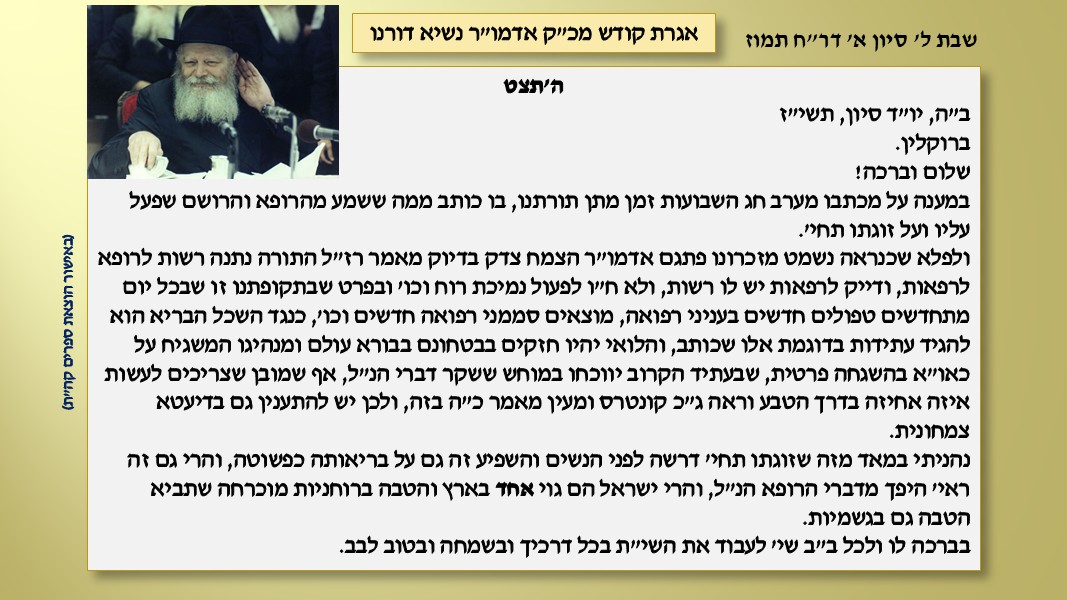 שבת ל׳ סיון א׳ דר״ח תמוז
אגרת קודש מכ״ק אדמו״ר נשיא דורנו
ה׳תצט
ב״ה, יו״ד סיון, תשי״ז
ברוקלין.
שלום וברכה!
במענה על מכתבו מערב חג השבועות זמן מתן תורתנו, בו כותב ממה ששמע מהרופא והרושם שפעל
עליו ועל זוגתו תחי׳.
ולפלא שכנראה נשמט מזכרונו פתגם אדמו״ר הצמח צדק בדיוק מאמר רז״ל התורה נתנה רשות לרופא
לרפאות, ודייק לרפאות יש לו רשות, ולא ח״ו לפעול נמיכת רוח וכו׳ ובפרט שבתקופתנו זו שבכל יום
מתחדשים טפולים חדשים בעניני רפואה, מוצאים סממני רפואה חדשים וכו׳, כנגד השכל הבריא הוא
להגיד עתידות בדוגמת אלו שכותב, והלואי יהיו חזקים בבטחונם בבורא עולם ומנהיגו המשגיח על
כאו״א בהשגחה פרטית, שבעתיד הקרוב יווכחו במוחש ששקר דברי הנ״ל, אף שמובן שצריכים לעשות
איזה אחיזה בדרך הטבע וראה ג״כ קונטרס ומעין מאמר כ״ה בזה, ולכן יש להתענין גם בדיעטא
צמחונית.
נהניתי במאד מזה שזוגתו תחי׳ דרשה לפני הנשים והשפיע זה גם על בריאותה כפשוטה, והרי גם זה
ראי׳ היפך מדברי הרופא הנ״ל, והרי ישראל הם גוי אחד בארץ והטבה ברוחניות מוכרחה שתביא
הטבה גם בגשמיות.
בברכה לו ולכל ב״ב שי׳ לעבוד את השי״ת בכל דרכיך ובשמחה ובטוב לבב.
(באישור הוצאת ספרים קה״ת)